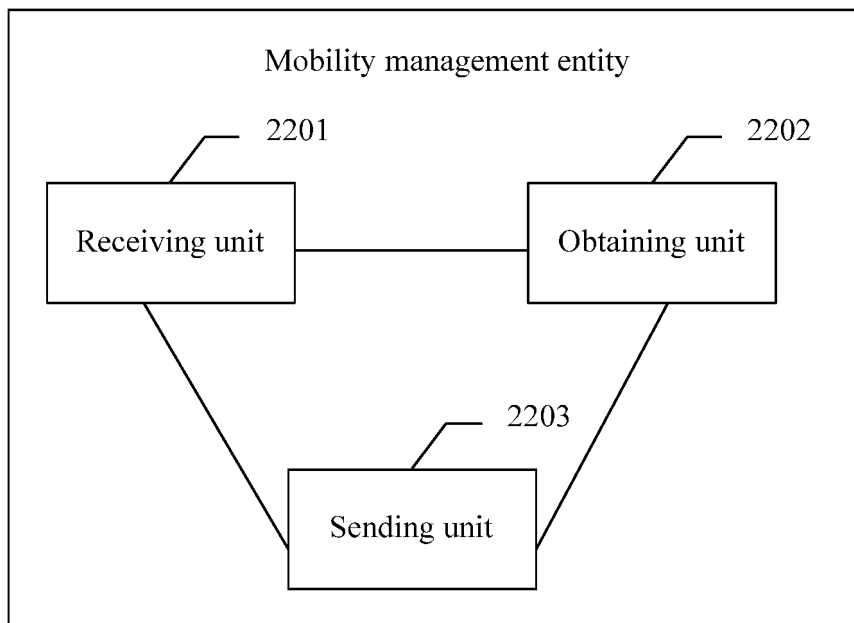 Mobility management entity
2201
2202
Receiving unit
Obtaining unit
2203
Sending unit